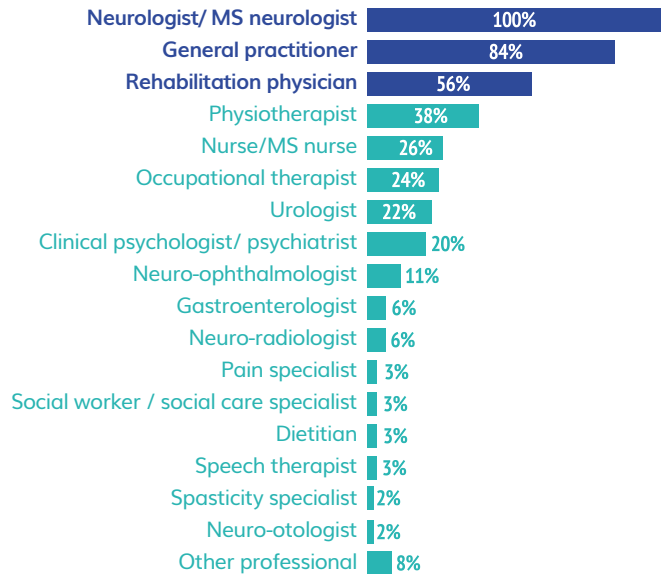 Neurologist/ MS neurologist 100%
General practitioner 84%
Rehabilitation physician 56%
Physiotherapist 38%
Nurse/MS nurse 26%
Occupational therapist 24%
Urologist 22%
Clinical psychologist/ psychiatrist 20%
Neuro-ophthalmologist 11%
Gastroenterologist 6%
Neuro-radiologist 6%
Pain specialist 3%
Social worker / social care specialist 3%
Dietitian 3%
Speech therapist 3%
Spasticity specialist 2%
Neuro-otologist 2%
Other professional 8%